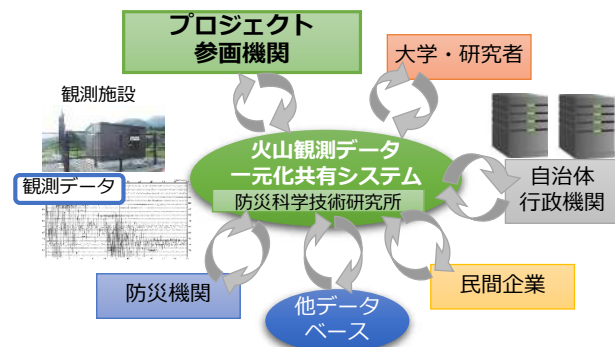 プロジェクト
参画機関
大学・研究者
観測施設
火山観測データ
一元化共有システム
防災科学技術研究所
観測データ
自治体
行政機関
防災機関
他データ
ベース
民間企業